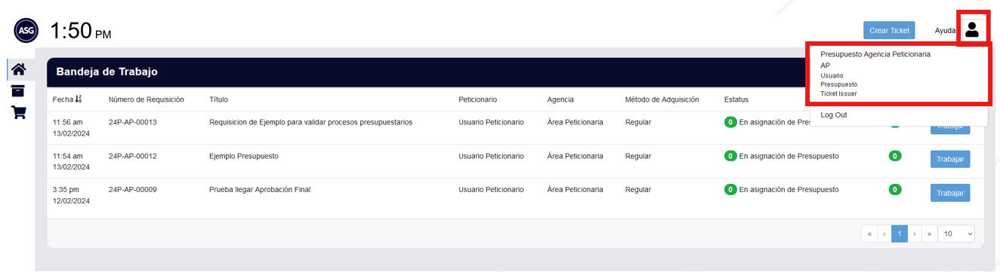 ASG 1:50 PM Crear Ticket Ayuda
Presupuesto Agencia Peticionaria
AP
Usuario
Presupuesto
Ticket Issuer
Log Out
Bandeja de Trabajo
Fecha Número de Requisición Título Peticionario Agencia Método de Adquisición Estatus
11:56 am 24P-AP-00013 Requisicion de Ejemplo para validar procesos presupuestarios Usuario Peticionario Área Peticionaria Regular 0 En asignación de Pres Trabajar
13/02/2024
11:54 am 24P-AP-00012 Ejemplo Presupuesto Usuario Peticionario Área Peticionaria Regular 0 En asignación de Presupuesto 0 Trabajar
13/02/2024
3:35 pm 24P-AP-00009 Prueba llegar Aprobación Final Usuario Peticionario Área Peticionaria Regular 0 En asignación de Presupuesto 0 Trabajar
12/02/2024
« ‹ 1 › » 10